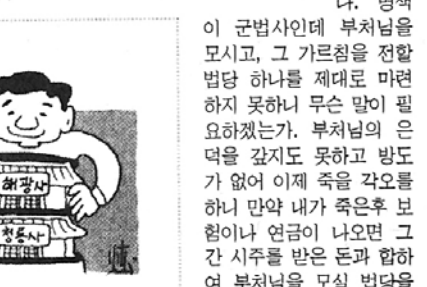 다. 명색
이 군법사인데 부처님을
모시고, 그 가르침을 전할
법당 하나를 제대로 마련
하지 못하니 무슨 말이 필
요하겠는가. 부처님의 은
덕을 갚지도 못하고 방도
가 없어 이제 죽을 각오를
하니 만약 내가 죽은후 보
험이나 연금이 나오면 그
간 시주를 받은 돈과 합하
여 부처님을 모실 법당을
해광사
청룡사